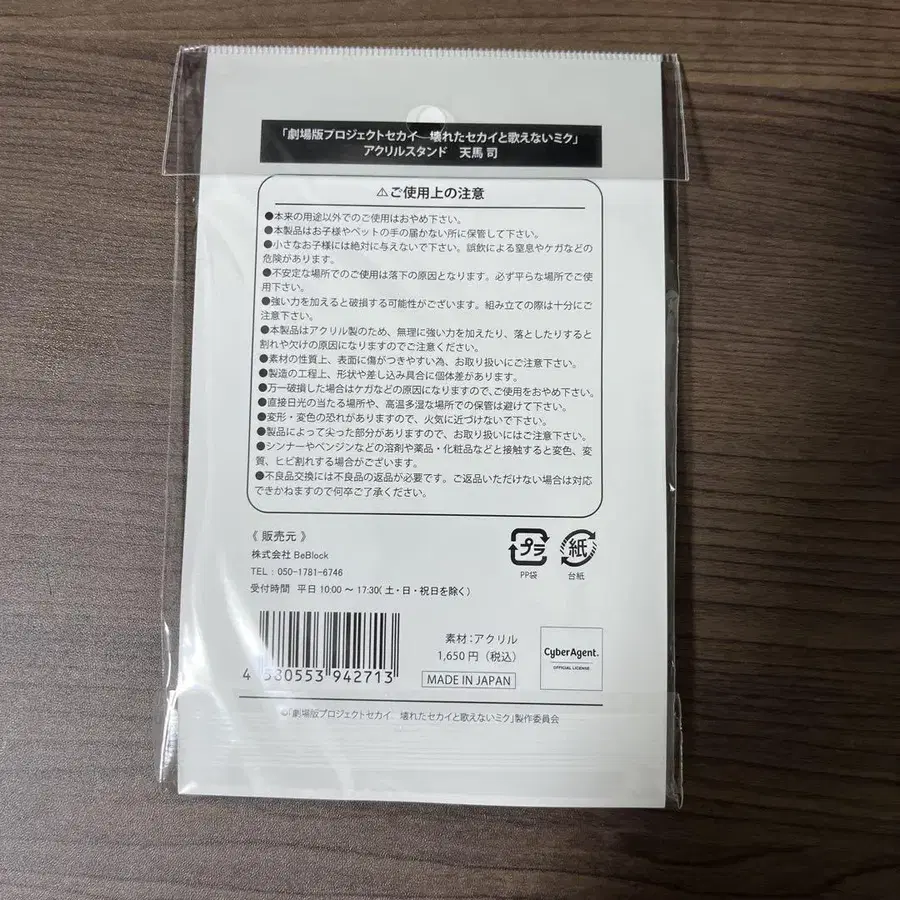 「劇場版プロジェクトセカイ 壊れたセカイと歌えないミク」
アクリルスタンド 天馬 司
⚠ご使用上の注意
●本来の用途以外でのご使用はおやめ下さい。
●本製品はお子様やペットの手の届かない所に保管して下さい。
●小さなお子様には絶対に与えないで下さい。誤飲による窒息やケガなどの
危険があります。
●不安定な場所でのご使用は落下の原因となります。必ず平らな場所でご使
用下さい。
●強い力を加えると破損する可能性がございます。組み立ての際は十分にご
注意下さい。
●本製品はアクリル製のため、無理に強い力を加えたり、落としたりすると
割れや欠けの原因になりますのでご注意ください。
●素材の性質上、表面に傷がつきやすい為、お取り扱いにご注意下さい。
●製造の工程上、形状や差し込み具合に個体差があります。
●万一破損した場合はケガなどの原因になりますので、ご使用をおやめ下さい。
●直接日光の当たる場所や、高温多湿な場所での保管は避けて下さい。
●変形・変色の恐れがありますので、火気に近づけないで下さい。
●製品によって尖った部分がありますので、お取り扱いにはご注意下さい。
●シンナーやベンジンなどの溶剤や薬品・化粧品などと接触すると変色、変
質、ヒビ割れする場合がございます。
●不良品交換には不良品の返品が必要です。ご返品いただけない場合は対応
できかねますので何卒ご了承ください。
《 販売元 》
株式会社 BeBlock
TEL : 050-1781-6746
受付時間 平日 10:00 ～ 17:30( 土・日・祝日を除く)
プラ
PP袋
紙
台紙
4 580553 942713
素材：アクリル
1,650円（税込）
MADE IN JAPAN
CyberAgent.
OFFICIAL LICENSE
©「劇場版プロジェクトセカイ 壊れたセカイと歌えないミク」製作委員会